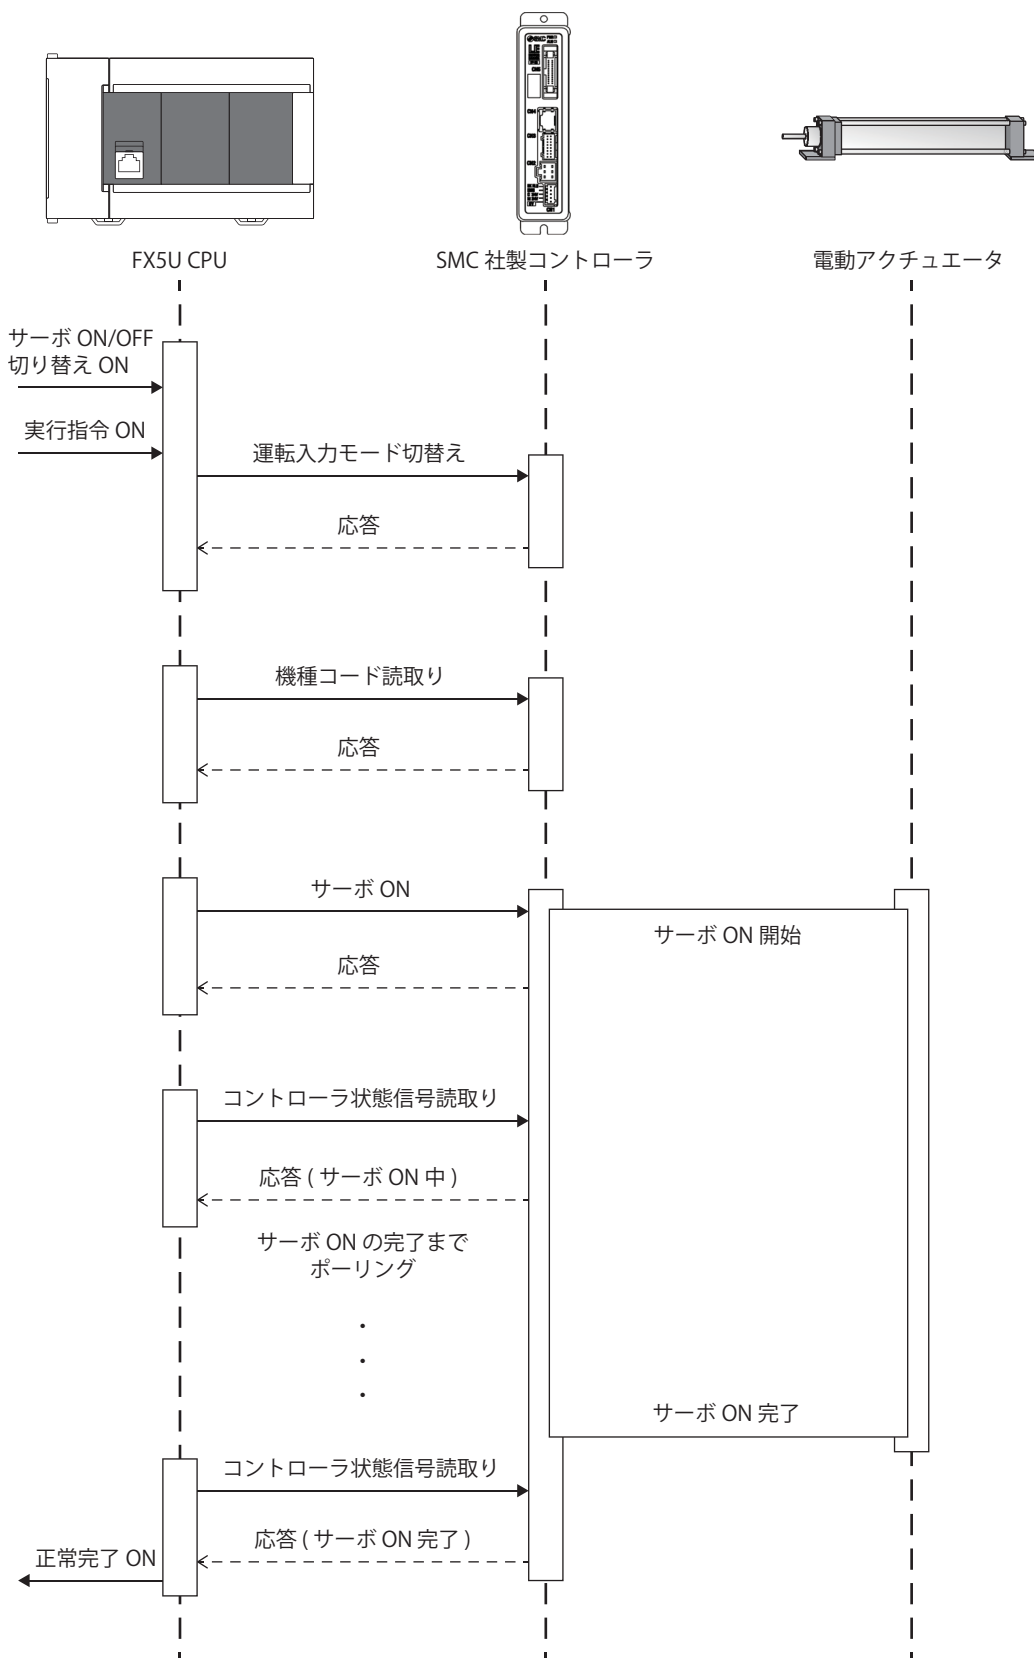 SMC
CN5
CN4
CN3
CN2
CN1
FX5U CPU
SMC 社製コントローラ
電動アクチュエータ
サーボ ON/OFF
切り替え ON
実行指令 ON
運転入力モード切替え
応答
機種コード読取り
応答
サーボ ON
サーボ ON 開始
応答
コントローラ状態信号読取り
応答 ( サーボ ON 中 )
サーボ ON の完了まで
ポーリング
・
・
・
サーボ ON 完了
コントローラ状態信号読取り
応答 ( サーボ ON 完了 )
正常完了 ON